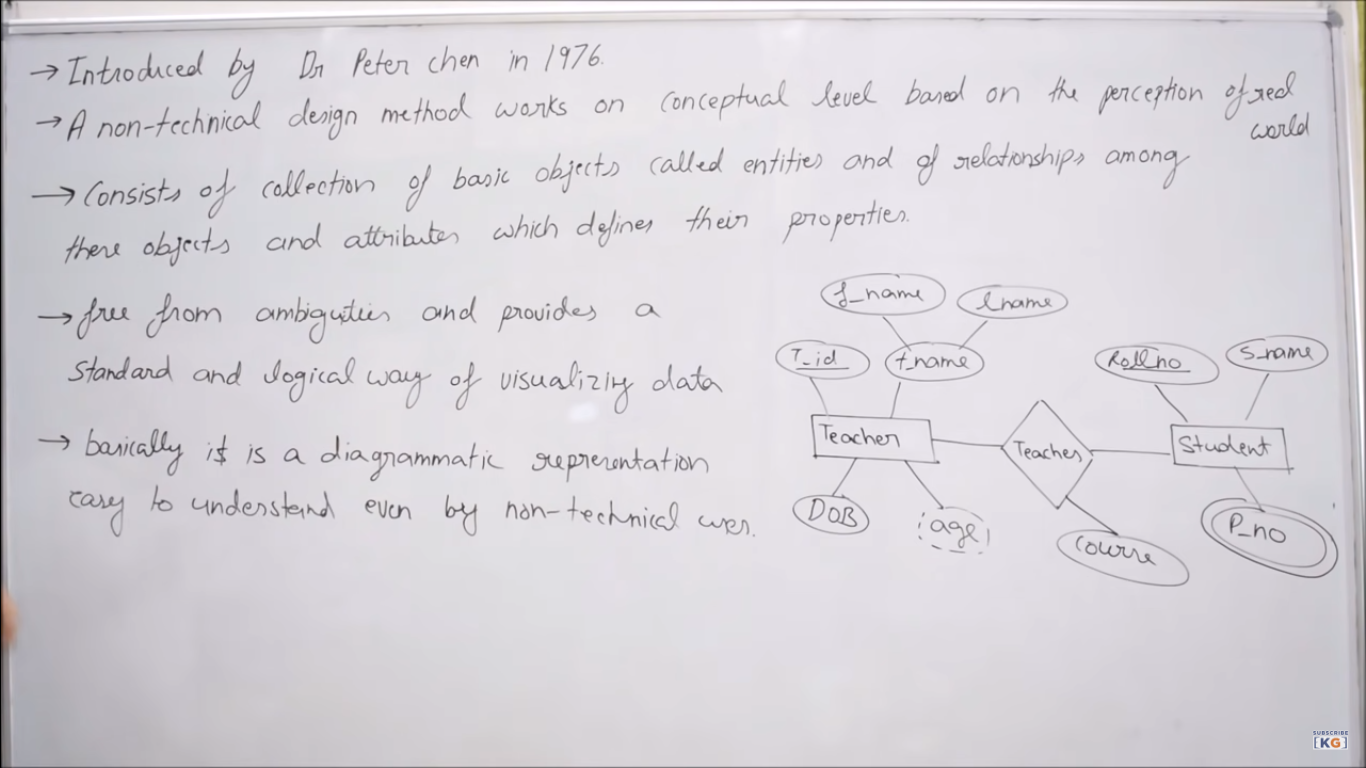 → Introduced by Dr Peter chen in 1976.
→ A non-technical design method works on conceptual level based on the perception of real
world
→ Consists of collection of basic objects called entities and of relationships among
these objects and attributes which defines their properties.
→ free from ambiguties and provides a
standard and logical way of visualizing data
→ basically it is a diagrammatic representation
easy to understand even by non-technical user.
f_name
lname
T_id
t_name
Roll_no
S_name
Teacher
Teaches
Student
DOB
age
Course
P_no
SUBSCRIBE
[KG]